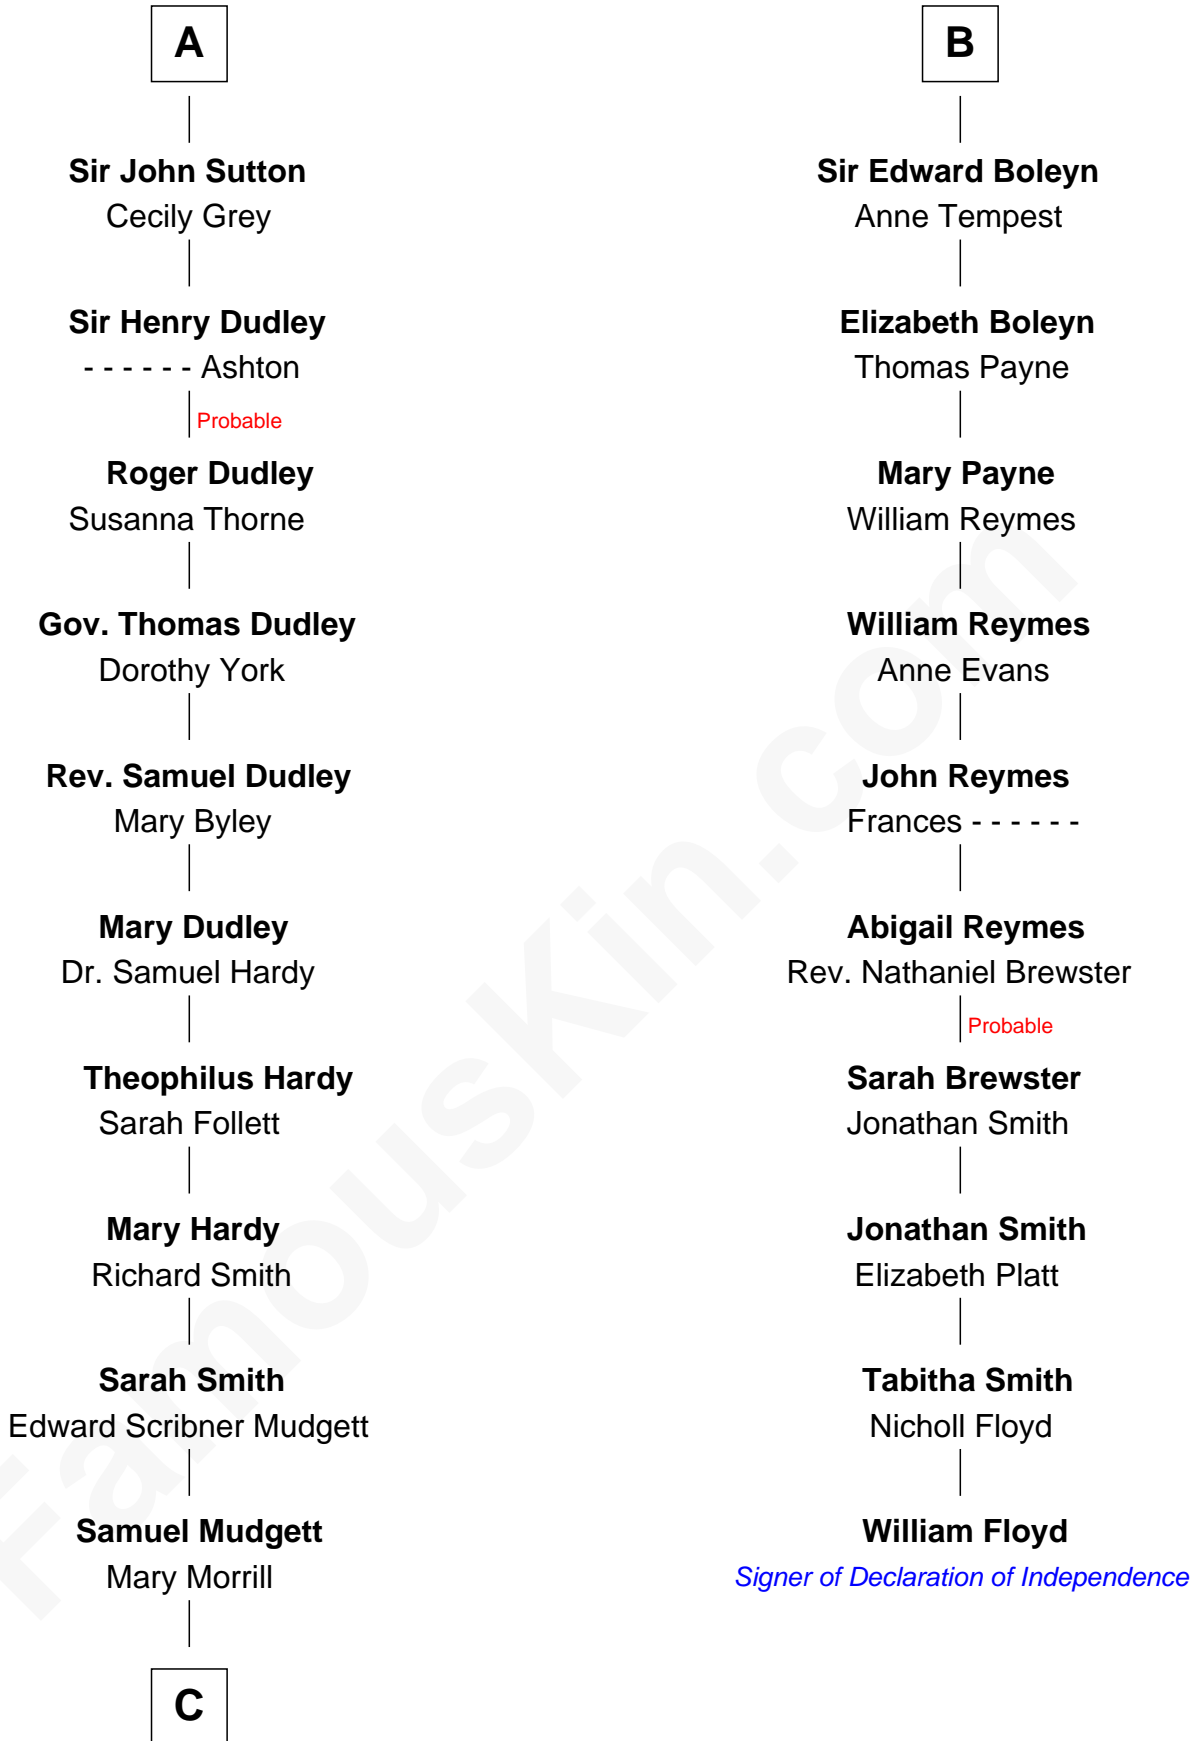 A
Sir John Sutton
Cecily Grey
Sir Henry Dudley
- - - - - - Ashton
Probable
Roger Dudley
Susanna Thorne
Gov. Thomas Dudley
Dorothy York
Rev. Samuel Dudley
Mary Byley
Mary Dudley
Dr. Samuel Hardy
Theophilus Hardy
Sarah Follett
Mary Hardy
Richard Smith
Sarah Smith
Edward Scribner Mudgett
Samuel Mudgett
Mary Morrill
C
B
Sir Edward Boleyn
Anne Tempest
Elizabeth Boleyn
Thomas Payne
Mary Payne
William Reymes
William Reymes
Anne Evans
John Reymes
Frances - - - - - -
Abigail Reymes
Rev. Nathaniel Brewster
Probable
Sarah Brewster
Jonathan Smith
Jonathan Smith
Elizabeth Platt
Tabitha Smith
Nicholl Floyd
William Floyd
Signer of Declaration of Independence
FamousKin.com